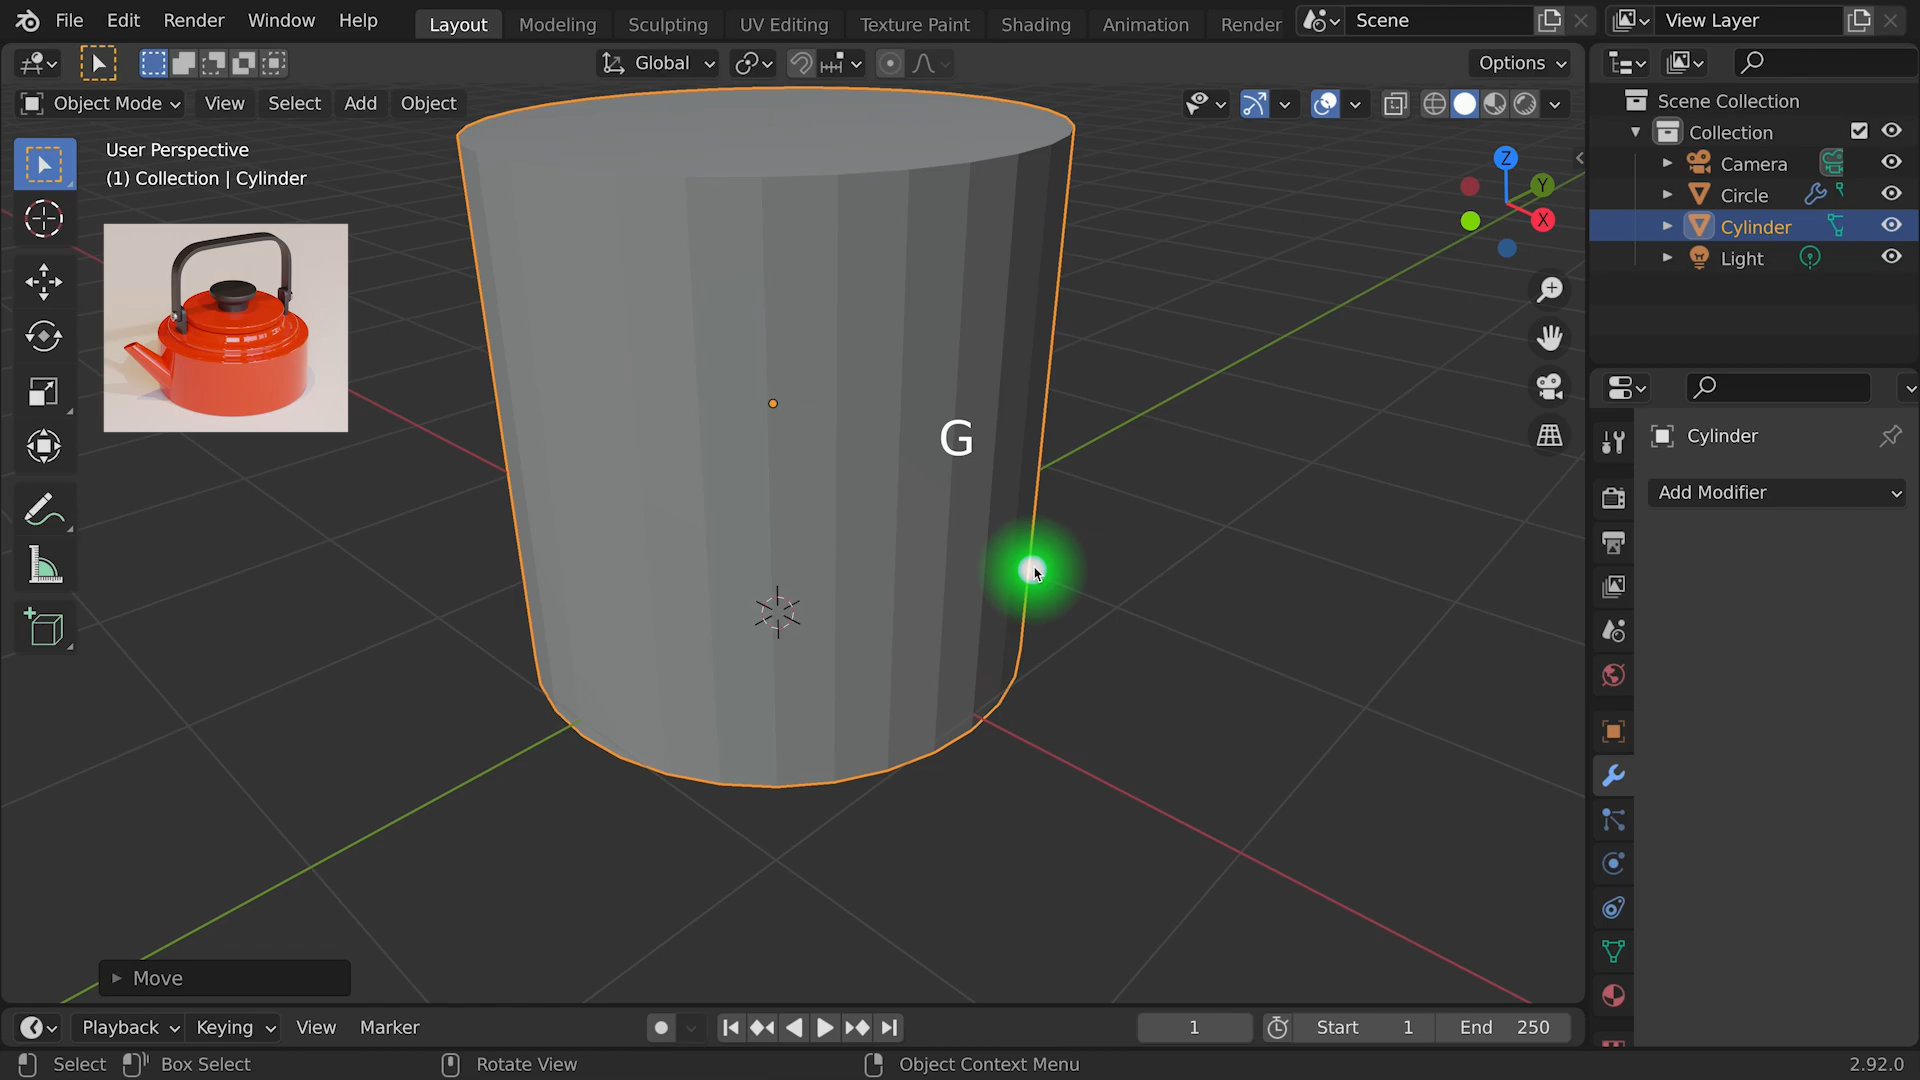 File Edit Render Window Help Layout Modeling Sculpting UV Editing Texture Paint Shading Animation Render Scene View Layer
Global Options
Object Mode View Select Add Object
Scene Collection
Collection
Camera
Circle
Cylinder
Light
User Perspective
(1) Collection | Cylinder
Z
Y
X
G
Cylinder
Add Modifier
Move
Playback Keying View Marker 1 Start 1 End 250
Select Box Select Rotate View Object Context Menu 2.92.0